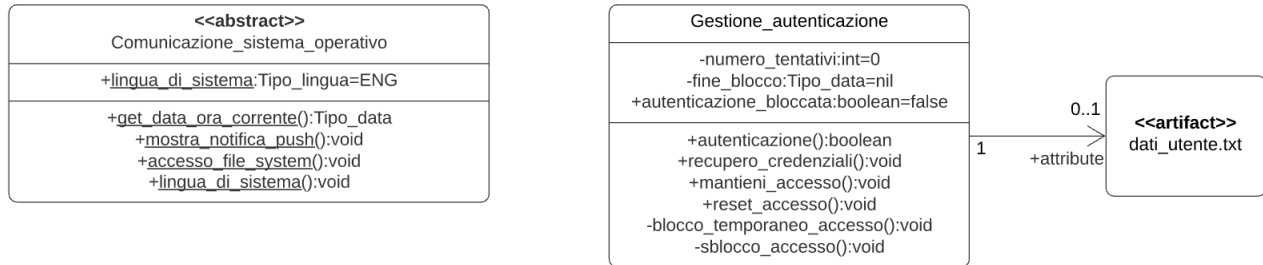 <<abstract>>
Comunicazione_sistema_operativo
+lingua_di_sistema:Tipo_lingua=ENG
+get_data_ora_corrente():Tipo_data
+mostra_notifica_push():void
+accesso_file_system():void
+lingua_di_sistema():void
Gestione_autenticazione
-numero_tentativi:int=0
-fine_blocco:Tipo_data=nil
+autenticazione_bloccata:boolean=false
+autenticazione():boolean
+recupero_credenziali():void
+mantieni_accesso():void
+reset_accesso():void
-blocco_temporaneo_accesso():void
-sblocco_accesso():void
1
0..1
+attribute
<<artifact>>
dati_utente.txt